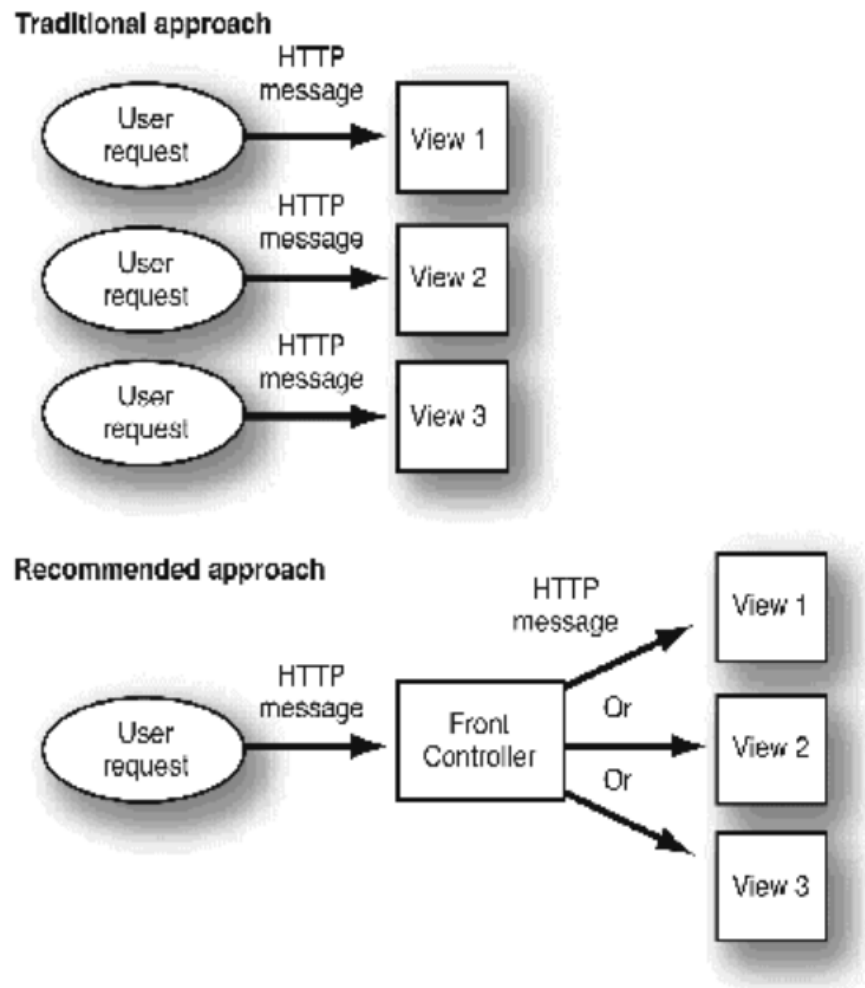 Traditional approach
HTTP
message
User
request
View 1
HTTP
message
User
request
View 2
HTTP
message
User
request
View 3
Recommended approach
HTTP
message
View 1
HTTP
message
User
request
Front
Controller
Or
View 2
Or
View 3